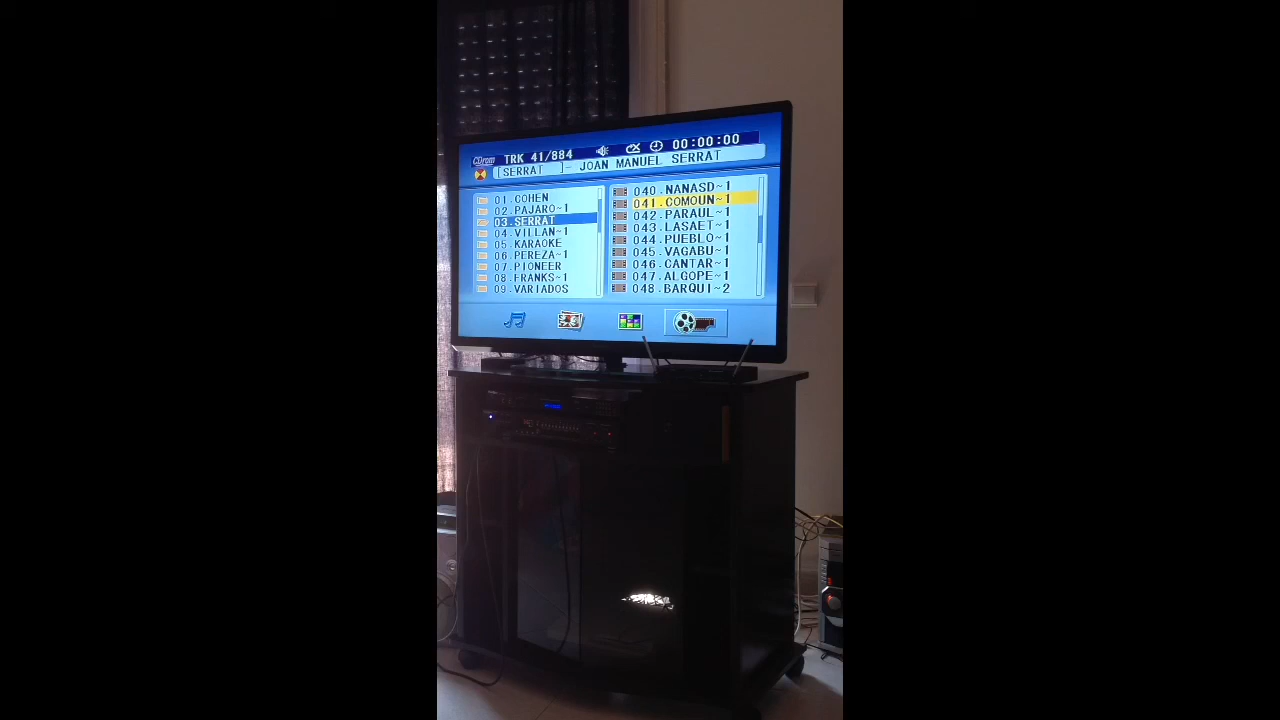 CDrom TRK 41/884 00:00:00
[SERRAT ]- JOAN MANUEL SERRAT
01.COHEN
02.PAJARO~1
03.SERRAT
04.VILLAN~1
05.KARAOKE
06.PEREZA~1
07.PIONEER
08.FRANKS~1
09.VARIADOS
040.NANASD~1
041.COMOUN~1
042.PARAUL~1
043.LASAET~1
044.PUEBLO~1
045.VAGABU~1
046.CANTAR~1
047.ALGOPE~1
048.BARQUI~2